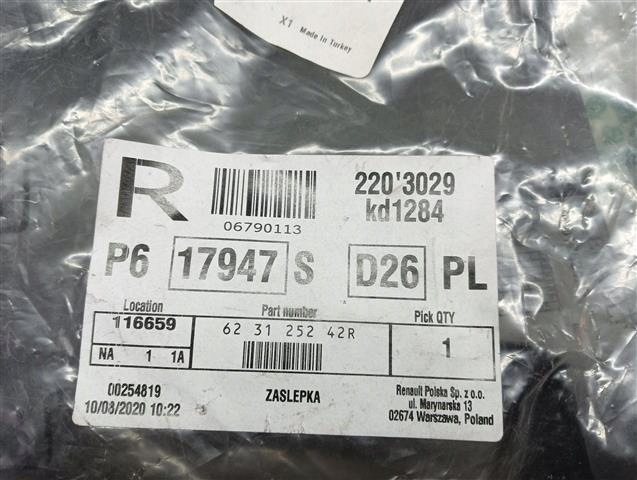 X1 Made in Turkey
R
06790113
220'3029
kd1284
P6 17947 S D26 PL
Location Part number Pick QTY
116659 62 31 252 42R 1
NA 1 1A
00254819
10/08/2020 10:22
ZASLEPKA
Renault Polska Sp. z o.o.
ul. Marynarska 13
02674 Warszawa, Poland